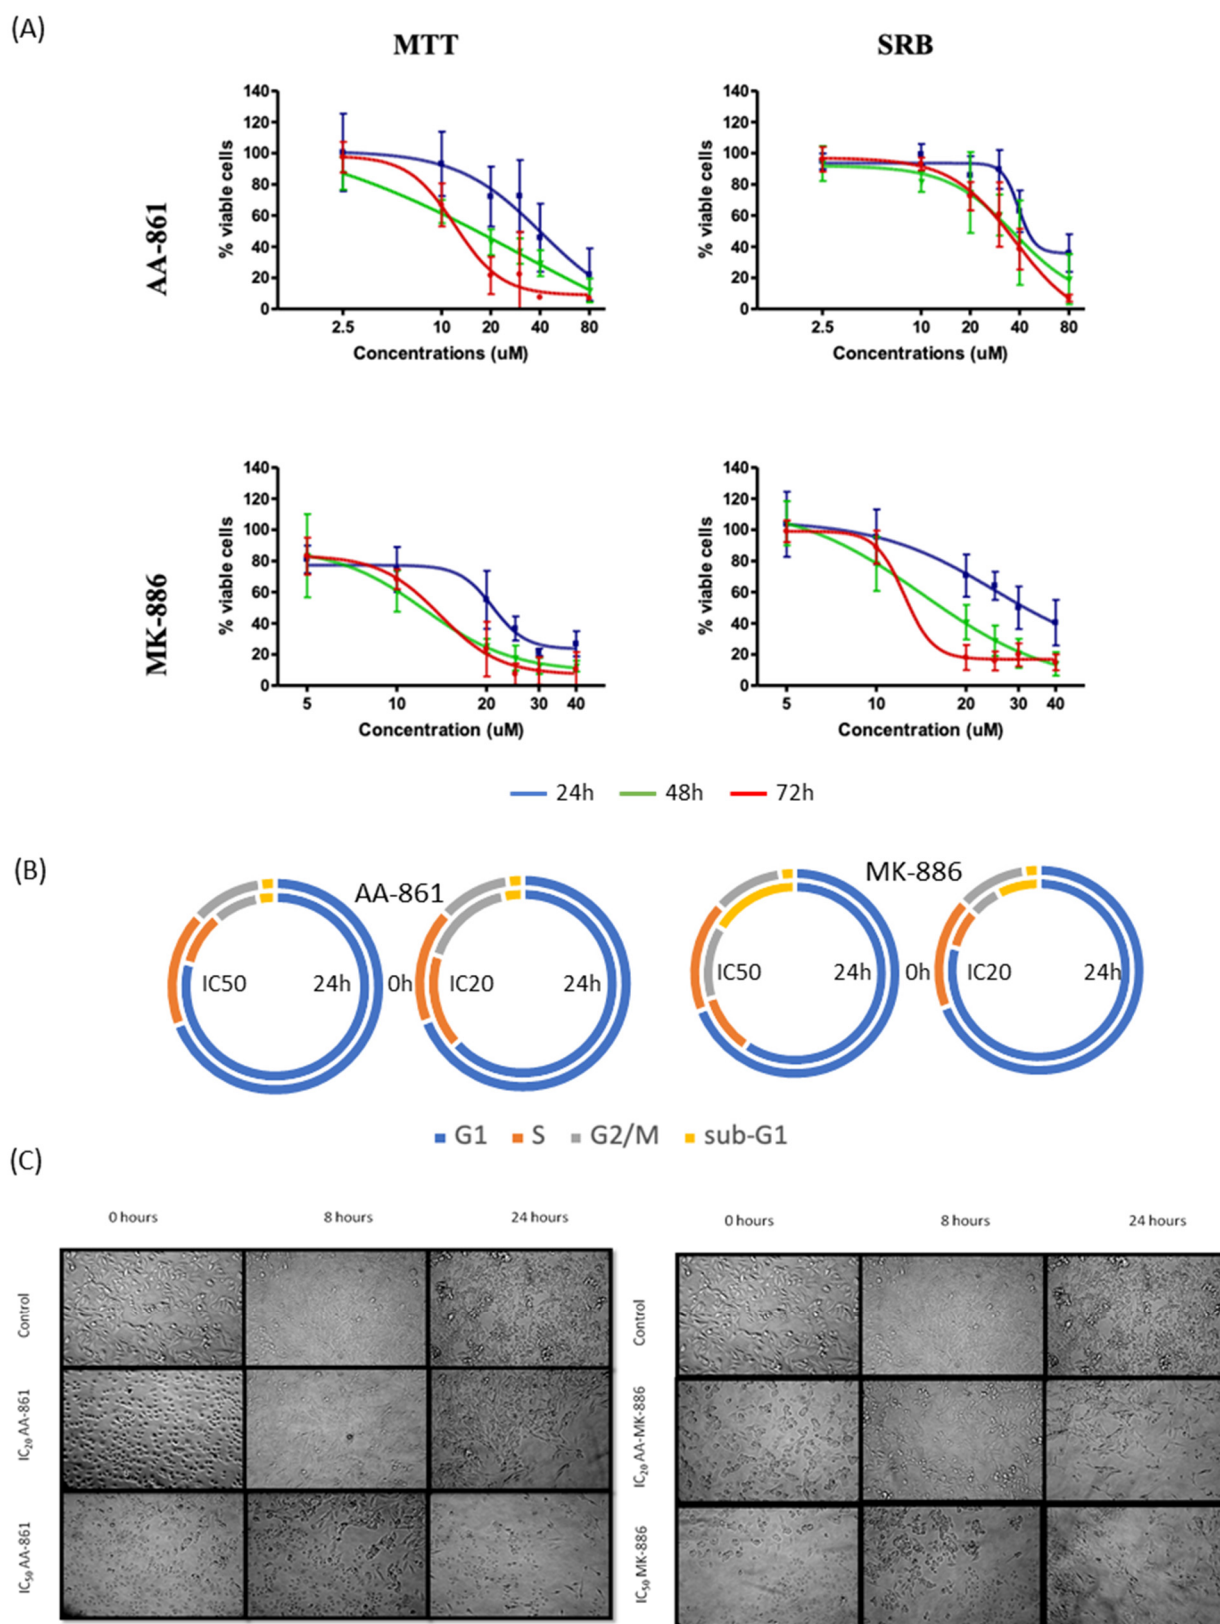 (A)
MTT
SRB
AA-861
% viable cells
140
120
100
80
60
40
20
0
2.5
10
20
40
80
Concentrations (uM)
% viable cells
140
120
100
80
60
40
20
0
2.5
10
20
40
80
Concentrations (uM)
MK-886
% viable cells
140
120
100
80
60
40
20
0
5
10
20
30
40
Concentration (uM)
% viable cells
140
120
100
80
60
40
20
0
5
10
20
30
40
Concentration (uM)
24h 48h 72h
(B)
AA-861
MK-886
IC50 24h 0h IC20 24h
IC50 24h 0h IC20 24h
G1 S G2/M sub-G1
(C)
0 hours 8 hours 24 hours
0 hours 8 hours 24 hours
Control
IC20 AA-861
IC50 AA-861
Control
IC20 AA-MK-886
IC50 MK-886